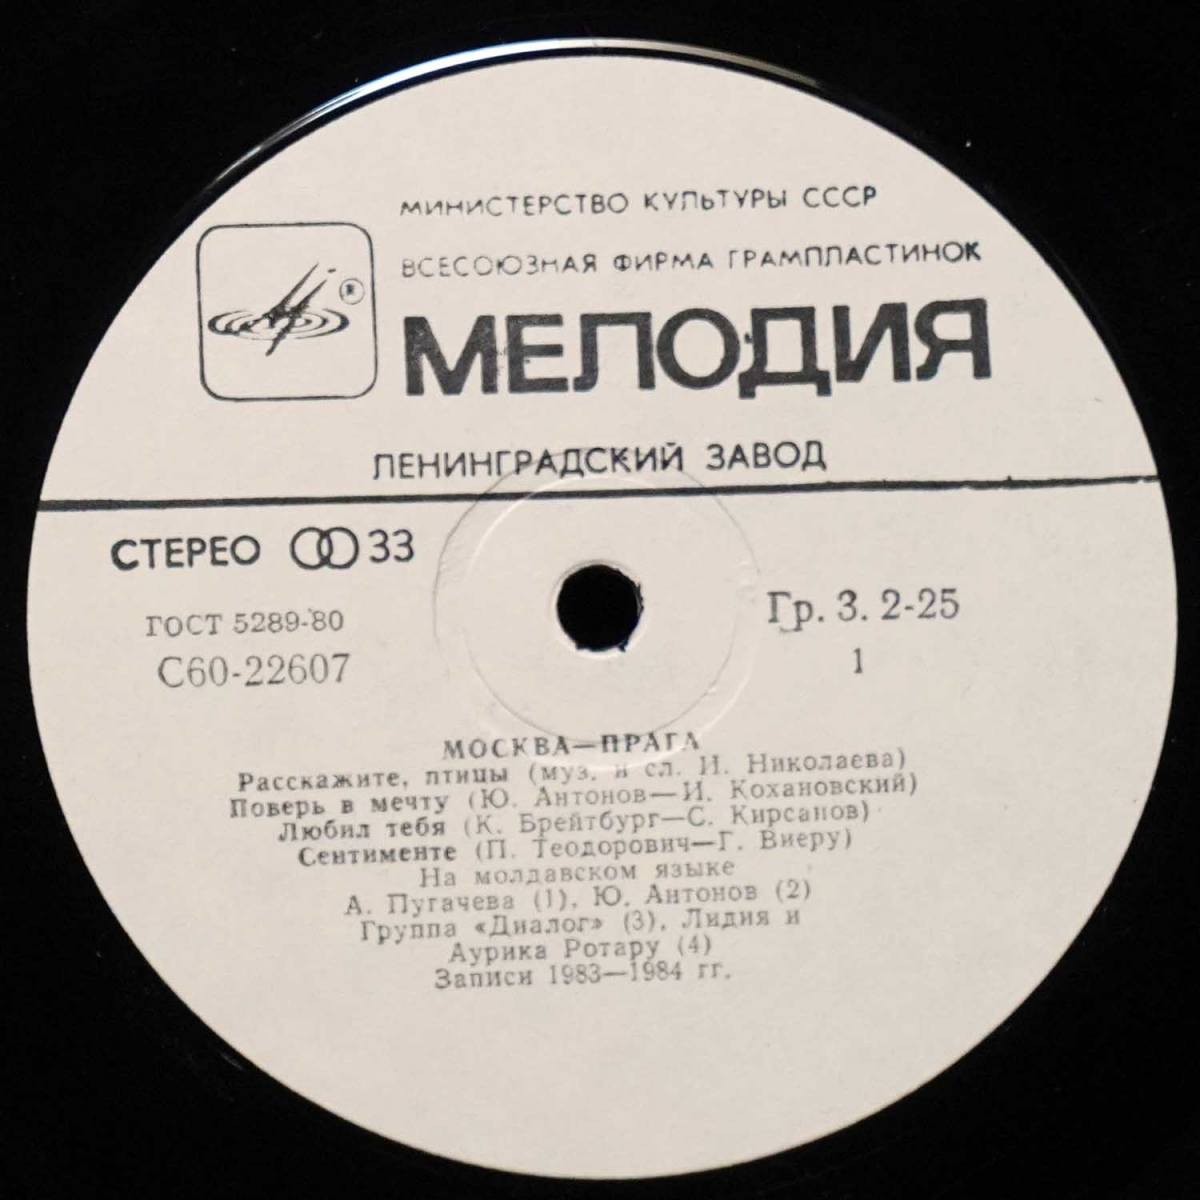 МИНИСТЕРСТВО КУЛЬТУРЫ СССР
ВСЕСОЮЗНАЯ ФИРМА ГРАМПЛАСТИНОК
®
МЕЛОДИЯ
ЛЕНИНГРАДСКИЙ ЗАВОД
СТЕРЕО 33
ГОСТ 5289-80
Гр. 3. 2-25
С60-22607
1
МОСКВА—ПРАГА
Расскажите, птицы (муз. и сл. И. Николаева)
Поверь в мечту (Ю. Антонов—И. Кохановский)
Любил тебя (К. Брейтбург—С. Кирсанов)
Сентименте (П. Теодорович—Г. Виеру)
На молдавском языке
А. Пугачева (1), Ю. Антонов (2)
Группа «Диалог» (3), Лидия и
Аурика Ротару (4)
Записи 1983—1984 гг.